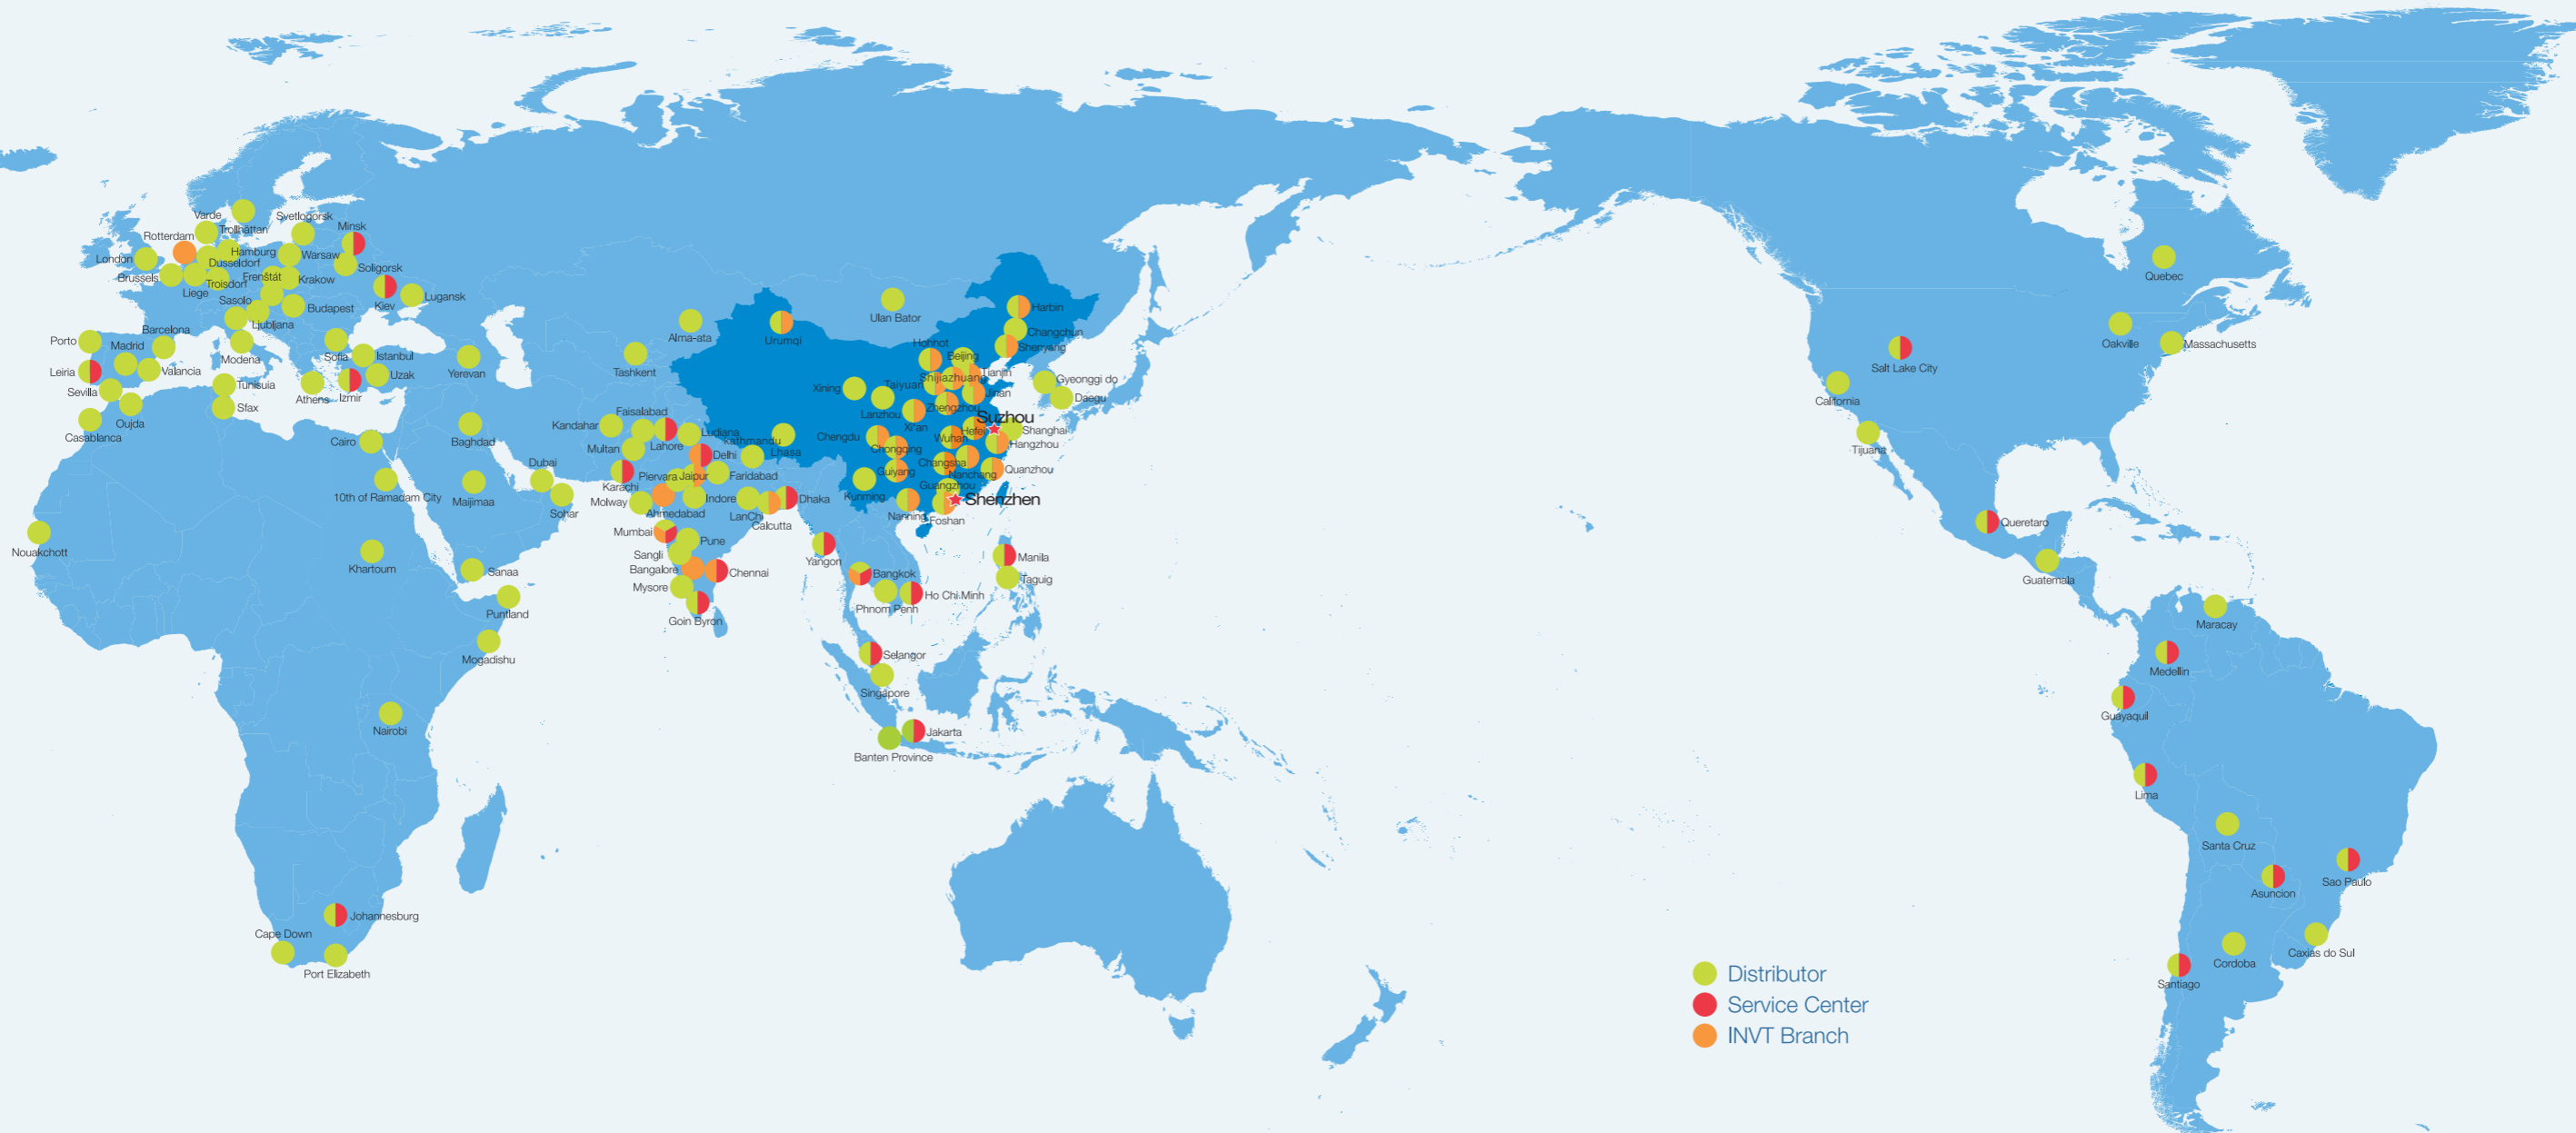 Varde
Trollhättan
Svetlogorsk
Minsk
Rotterdam
London
Hamburg
Warsaw
Dusseldorf
Soligorsk
Brussels
Liege
Troisdorf
Frenštát
Krakow
Kiev
Lugansk
Sasolo
Budapest
Ljubljana
Barcelona
Porto
Madrid
Modena
Sofia
Istanbul
Leiria
Valancia
Sevilla
Tunisuia
Athens
Izmir
Uzak
Yerevan
Sfax
Oujda
Casablanca
Cairo
Baghdad
10th of Ramadam City
Maijimaa
Dubai
Sohar
Nouakchott
Khartoum
Sanaa
Puntland
Mogadishu
Nairobi
Johannesburg
Cape Down
Port Elizabeth
Alma-ata
Tashkent
Urumqi
Ulan Bator
Harbin
Changchun
Shenyang
Hohhot
Beijing
Tianjin
Shijiazhuang
Taiyuan
Jinan
Xining
Lanzhou
Zhengzhou
Xi'an
Suzhou
Shanghai
Hefei
Wuhan
Hangzhou
Chengdu
Chongqing
Lhasa
Changsha
Nanchang
Quanzhou
Guiyang
Guangzhou
Kunming
Shenzhen
Nanning
Foshan
Gyeonggi do
Daegu
Kandahar
Faisalabad
Lahore
Ludiana
Kathmandu
Multan
Delhi
Karachi
Piervara
Jaipur
Faridabad
Molway
Ahmedabad
Indore
LanChi
Calcutta
Dhaka
Mumbai
Pune
Sangli
Bangalore
Chennai
Mysore
Goin Byron
Yangon
Bangkok
Phnom Penh
Ho Chi Minh
Manila
Taguig
Selangor
Singapore
Jakarta
Banten Province
Quebec
Oakville
Massachusetts
Salt Lake City
California
Tijuana
Queretaro
Guatemala
Maracay
Medellin
Guayaquil
Lima
Santa Cruz
Sao Paulo
Asuncion
Caxias do Sul
Cordoba
Santiago
Distributor
Service Center
INVT Branch